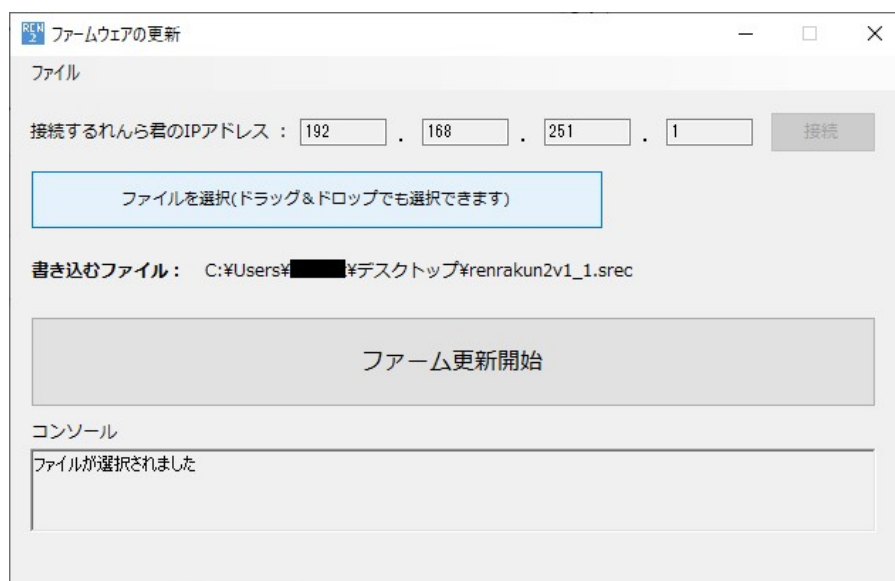 REN
2
ファームウェアの更新
ファイル
接続するれんら君のIPアドレス : 192 . 168 . 251 . 1 接続
ファイルを選択(ドラッグ&ドロップでも選択できます)
書き込むファイル : C:¥Users¥ ¥デスクトップ¥renrakun2v1_1.srec
ファーム更新開始
コンソール
ファイルが選択されました